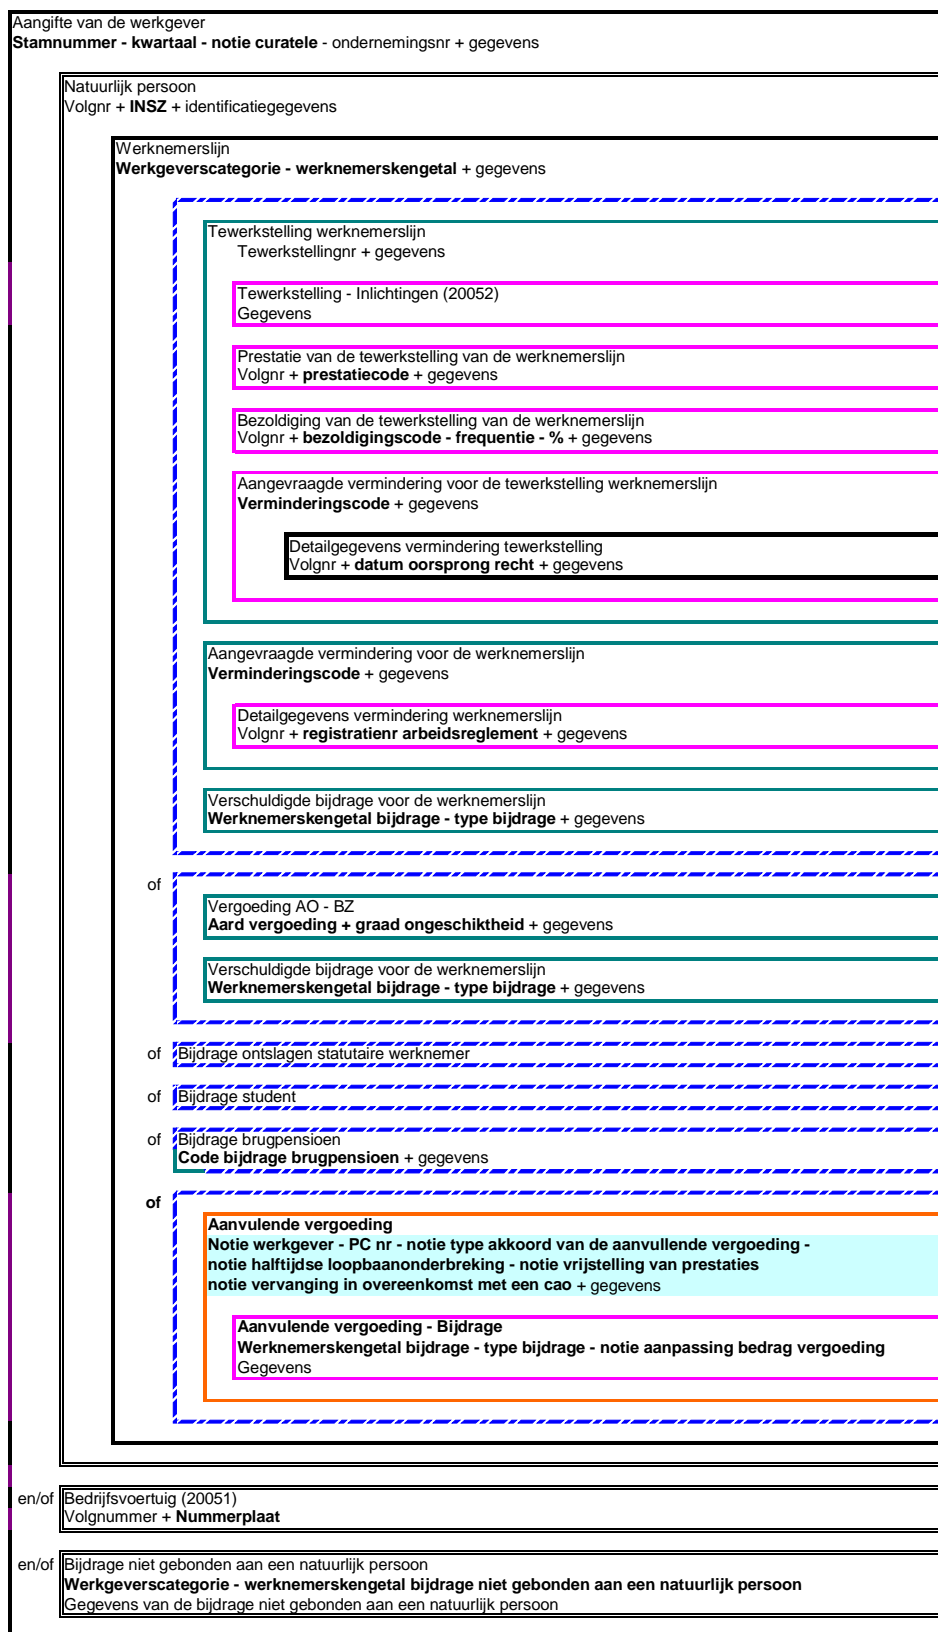 Aangifte van de werkgever
Stamnummer - kwartaal - notie curatele - ondernemingsnr + gegevens
Natuurlijk persoon
Volgnr + INSZ + identificatiegegevens
Werknemerslijn
Werkgeverscategorie - werknemerskengetal + gegevens
Tewerkstelling werknemerslijn
Tewerkstellingnr + gegevens
Tewerkstelling - Inlichtingen (20052)
Gegevens
Prestatie van de tewerkstelling van de werknemerslijn
Volgnr + prestatiecode + gegevens
Bezoldiging van de tewerkstelling van de werknemerslijn
Volgnr + bezoldigingscode - frequentie - % + gegevens
Aangevraagde vermindering voor de tewerkstelling werknemerslijn
Verminderingscode + gegevens
Detailgegevens vermindering tewerkstelling
Volgnr + datum oorsprong recht + gegevens
Aangevraagde vermindering voor de werknemerslijn
Verminderingscode + gegevens
Detailgegevens vermindering werknemerslijn
Volgnr + registratienr arbeidsreglement + gegevens
Verschuldigde bijdrage voor de werknemerslijn
Werknemerskengetal bijdrage - type bijdrage + gegevens
of
Vergoeding AO - BZ
Aard vergoeding + graad ongeschiktheid + gegevens
Verschuldigde bijdrage voor de werknemerslijn
Werknemerskengetal bijdrage - type bijdrage + gegevens
of Bijdrage ontslagen statutaire werknemer
of Bijdrage student
of Bijdrage brugpensioen
Code bijdrage brugpensioen + gegevens
of
Aanvulende vergoeding
Notie werkgever - PC nr - notie type akkoord van de aanvullende vergoeding -
notie halftijdse loopbaanonderbreking - notie vrijstelling van prestaties
notie vervanging in overeenkomst met een cao + gegevens
Aanvulende vergoeding - Bijdrage
Werknemerskengetal bijdrage - type bijdrage - notie aanpassing bedrag vergoeding
Gegevens
en/of Bedrijfsvoertuig (20051)
Volgnummer + Nummerplaat
en/of Bijdrage niet gebonden aan een natuurlijk persoon
Werkgeverscategorie - werknemerskengetal bijdrage niet gebonden aan een natuurlijk persoon
Gegevens van de bijdrage niet gebonden aan een natuurlijk persoon